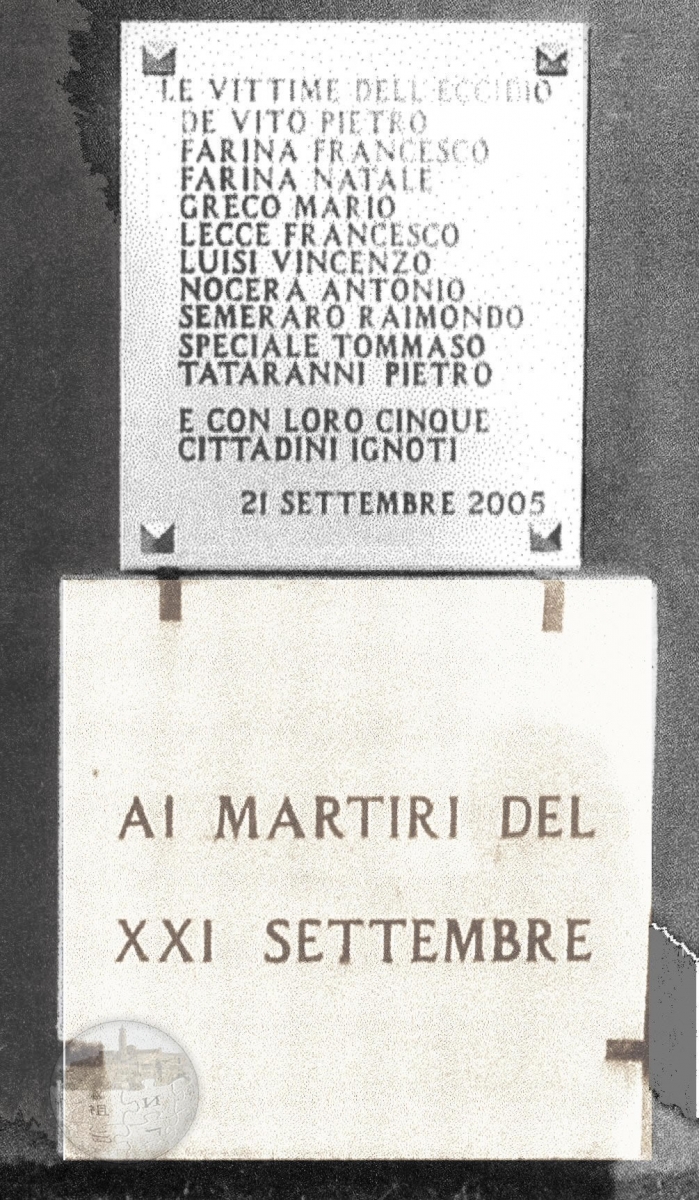 LE VITTIME DELL'ECCIDIO
DE VITO PIETRO
FARINA FRANCESCO
FARINA NATALE
GRECO MARIO
LECCE FRANCESCO
LUISI VINCENZO
NOCERA ANTONIO
SEMERARO RAIMONDO
SPECIALE TOMMASO
TATARANNI PIETRO
E CON LORO CINQUE
CITTADINI IGNOTI
21 SETTEMBRE 2005
AI MARTIRI DEL
XXI SETTEMBRE